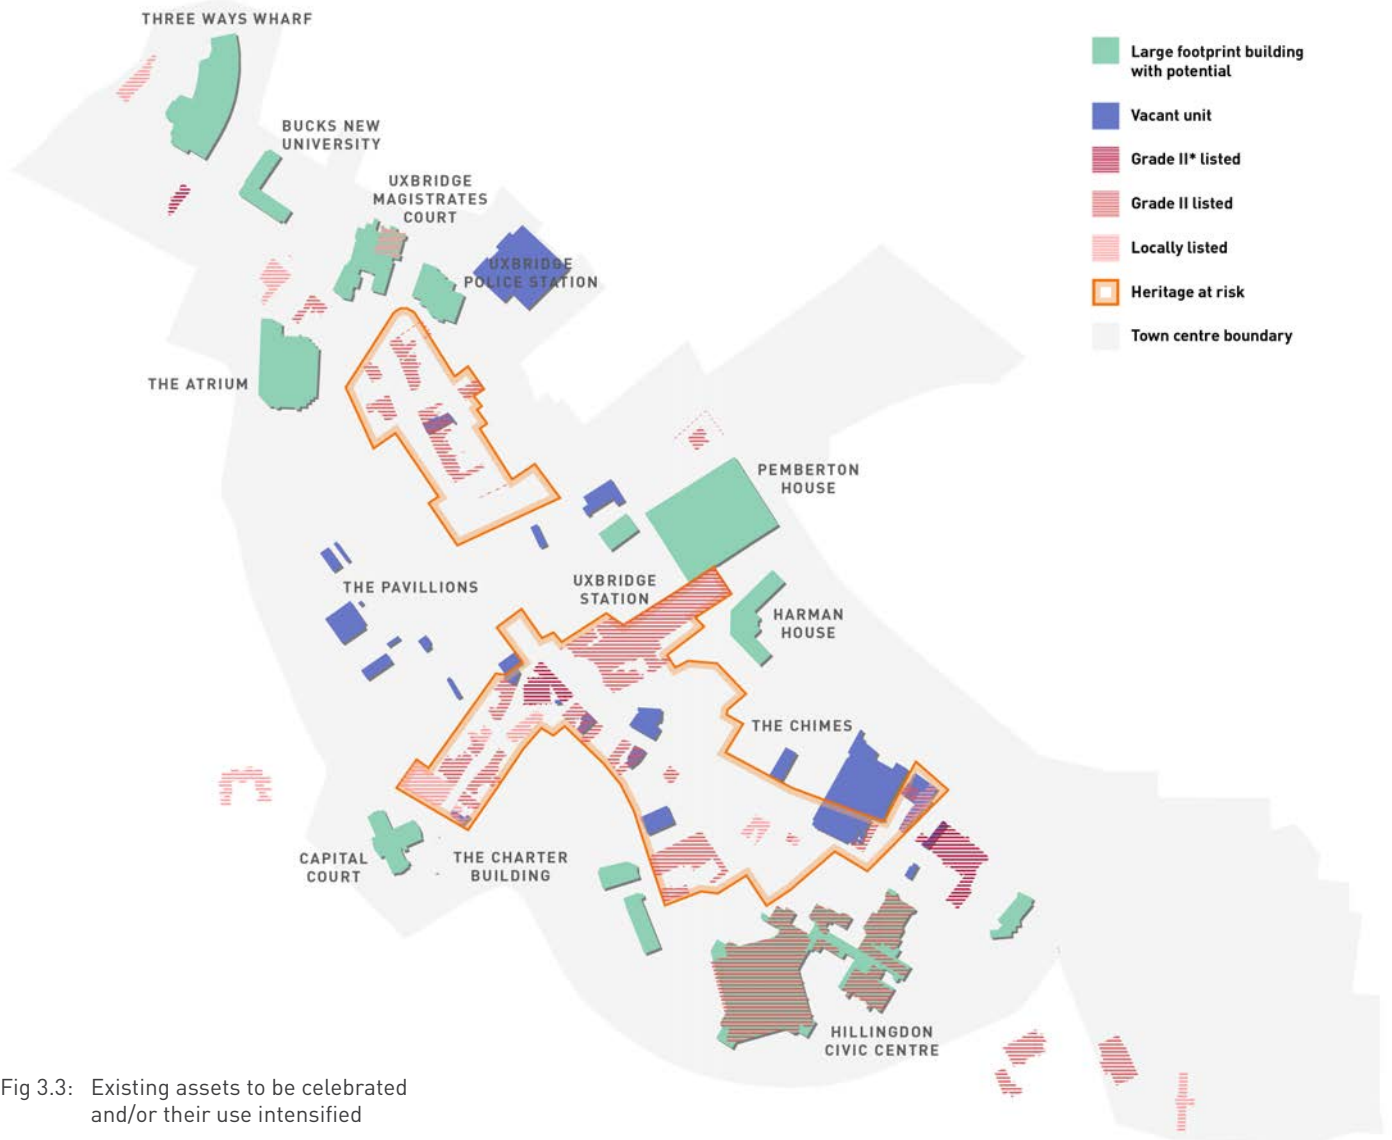 THREE WAYS WHARF
BUCKS NEW
UNIVERSITY
UXBRIDGE
MAGISTRATES
COURT
UXBRIDGE
POLICE STATION
THE ATRIUM
PEMBERTON
HOUSE
THE PAVILLIONS
UXBRIDGE
STATION
HARMAN
HOUSE
THE CHIMES
CAPITAL
COURT
THE CHARTER
BUILDING
HILLINGDON
CIVIC CENTRE
Large footprint building
with potential
Vacant unit
Grade II* listed
Grade II listed
Locally listed
Heritage at risk
Town centre boundary
Fig 3.3: Existing assets to be celebrated
and/or their use intensified